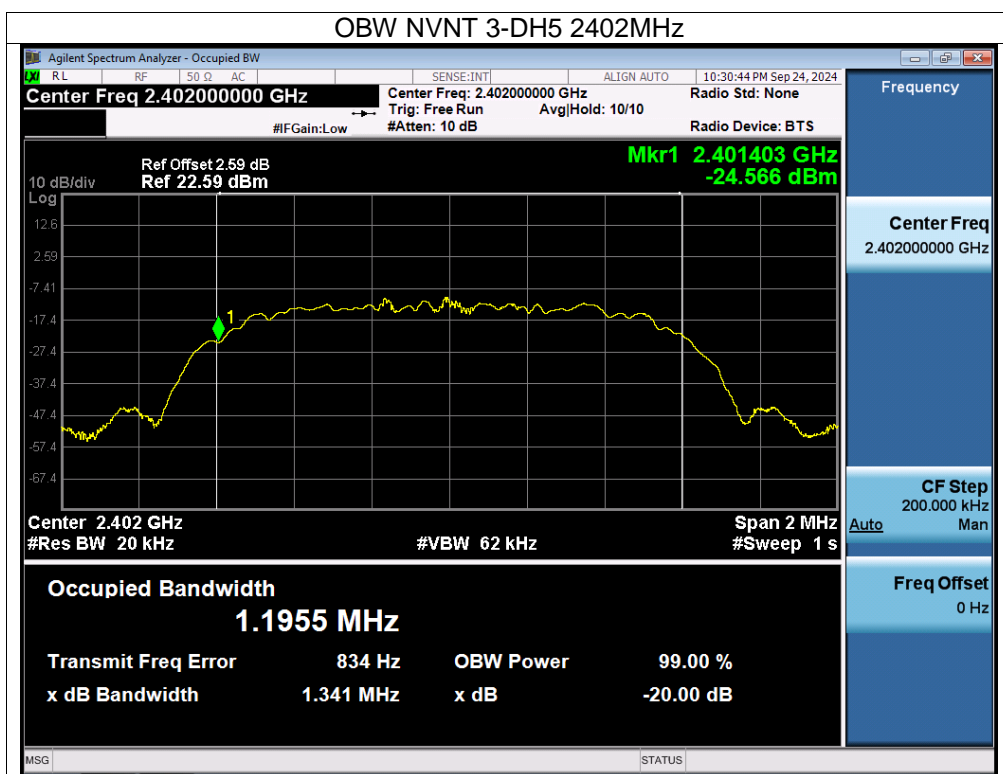 OBW NVNT 3-DH5 2402MHz
Agilent Spectrum Analyzer - Occupied BW
LXI RL RF 50 Ω AC SENSE:INT ALIGN AUTO 10:30:44 PM Sep 24, 2024
Center Freq 2.402000000 GHz
Center Freq: 2.402000000 GHz
Radio Std: None
Trig: Free Run Avg|Hold: 10/10
#IFGain:Low
#Atten: 10 dB
Radio Device: BTS
Mkr1 2.401403 GHz
-24.566 dBm
Ref Offset 2.59 dB
10 dB/div Ref 22.59 dBm
Log
12.6
2.59
-7.41
-17.4
-27.4
-37.4
-47.4
-57.4
-67.4
1
Center 2.402 GHz Span 2 MHz
#Res BW 20 kHz #VBW 62 kHz #Sweep 1 s
Occupied Bandwidth
1.1955 MHz
Transmit Freq Error 834 Hz OBW Power 99.00 %
x dB Bandwidth 1.341 MHz x dB -20.00 dB
MSG STATUS
Frequency
Center Freq
2.402000000 GHz
CF Step
200.000 kHz
Auto Man
Freq Offset
0 Hz